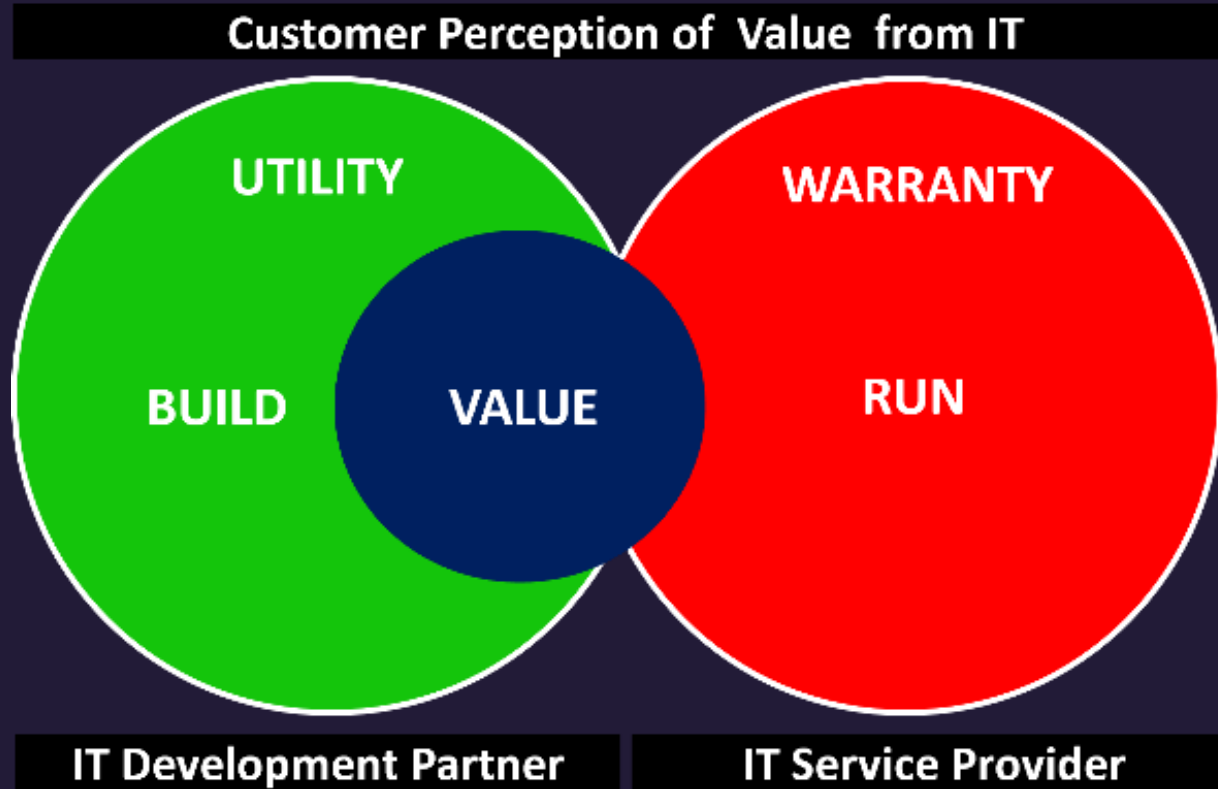 Customer Perception of Value from IT
UTILITY
WARRANTY
BUILD
VALUE
RUN
IT Development Partner
IT Service Provider